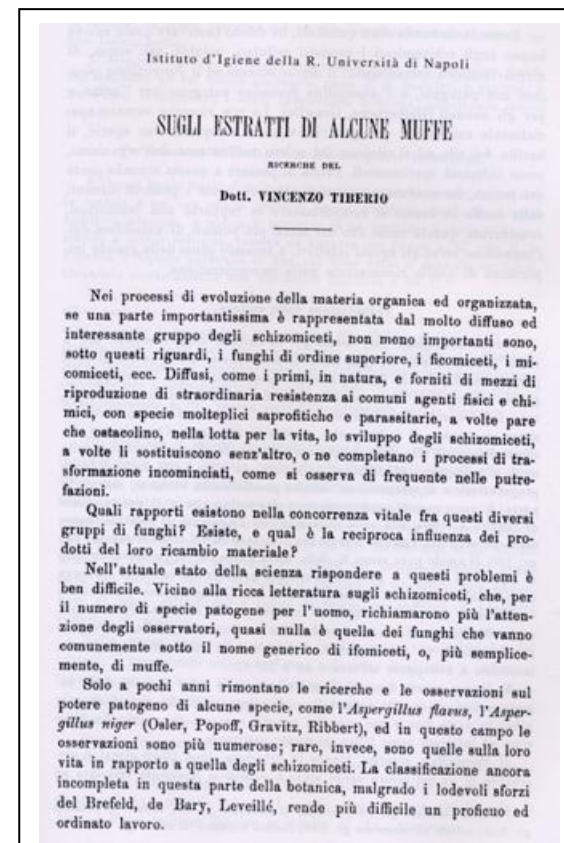 Istituto d'Igiene della R. Università di Napoli
SUGLI ESTRATTI DI ALCUNE MUFFE
RICERCHE DEL
Dott. VINCENZO TIBERIO
Nei processi di evoluzione della materia organica ed organizzata,
se una parte importantissima è rappresentata dal molto diffuso ed
interessante gruppo degli schizomiceti, non meno importanti sono,
sotto questi riguardi, i funghi di ordine superiore, i ficomiceti, i mi-
comiceti, ecc. Diffusi, come i primi, in natura, e forniti di mezzi di
riproduzione di straordinaria resistenza ai comuni agenti fisici e chi-
mici, con specie molteplici saprofitiche o parassitarie, a volte pare
che ostacolino, nella lotta per la vita, lo sviluppo degli schizomiceti,
a volte li sostituiscono senz'altro, o ne completano i processi di tra-
sformazione incominciati, come si osserva di frequente nelle putre-
fazioni.
Quali rapporti esistono nella concorrenza vitale fra questi diversi
gruppi di funghi? Esiste, e qual è la reciproca influenza dei pro-
dotti del loro ricambio materiale?
Nell'attuale stato della scienza rispondere a questi problemi è
ben difficile. Vicino alla ricca letteratura sugli schizomiceti, che, per
il numero di specie patogene per l'uomo, richiamarono più l'atten-
zione degli osservatori, quasi nulla è quella dei funghi che vanno
comunemente sotto il nome generico di ifomiceti, o, più semplice-
mente, di muffe.
Solo a pochi anni rimontano le ricerche e le osservazioni sul
potere patogeno di alcune specie, come l'Aspergillus flavus, l'Asper-
gillus niger (Osler, Popoff, Gravitz, Ribbert), ed in questo campo le
osservazioni sono più numerose; rare, invece, sono quelle sulla loro
vita in rapporto a quella degli schizomiceti. La classificazione ancora
incompleta in questa parte della botanica, malgrado i lodevoli sforzi
del Brefeld, de Bary, Leveillé, rende più difficile un proficuo ed
ordinato lavoro.